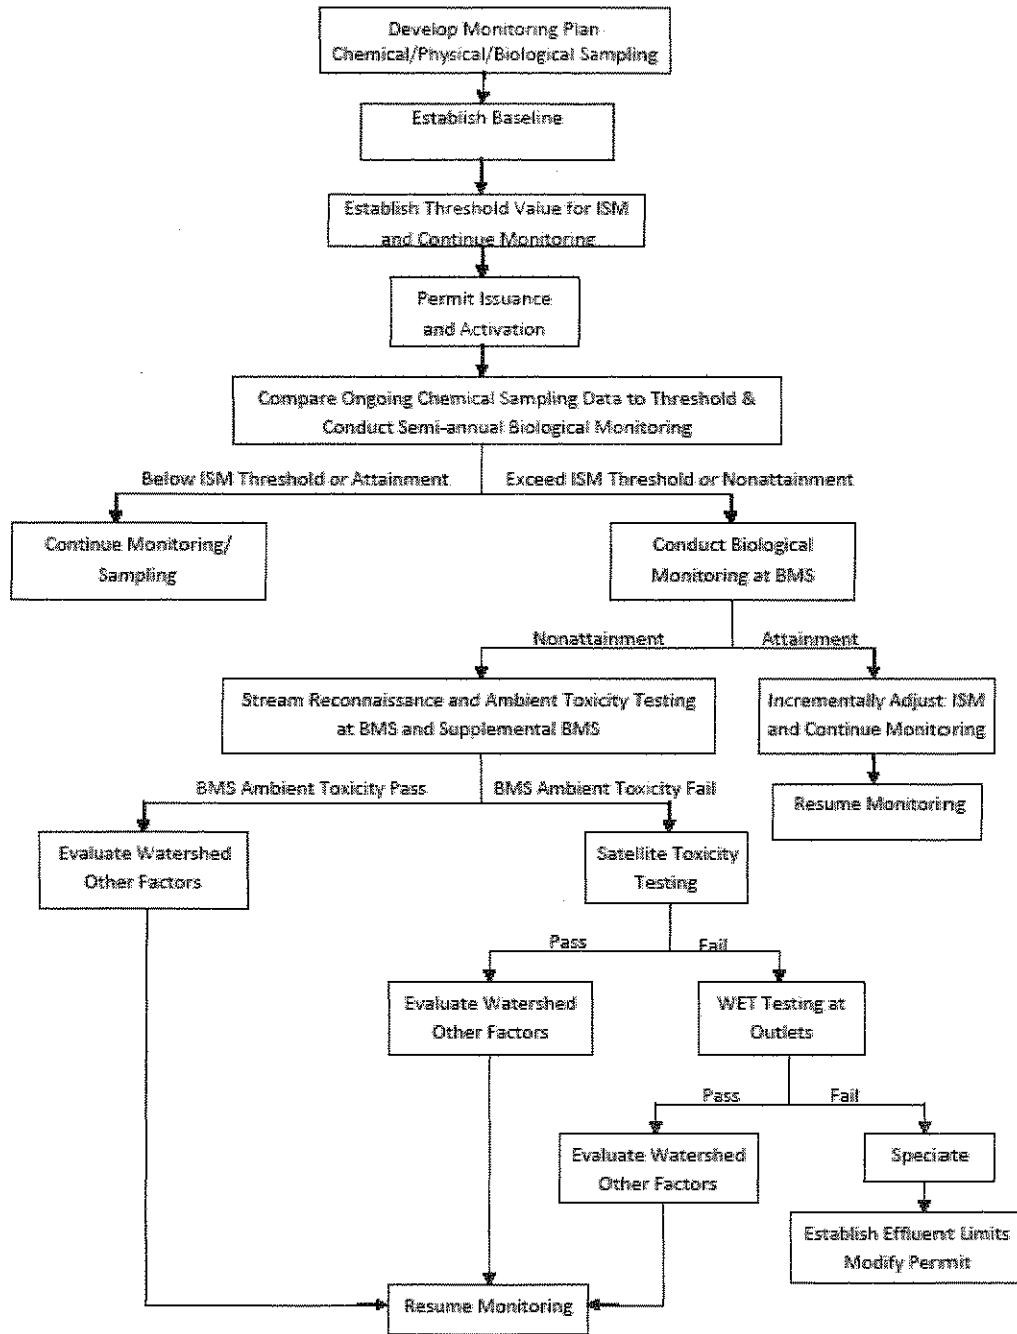 Develop Monitoring Plan
Chemical/Physical/Biological Sampling
Establish Baseline
Establish Threshold Value for ISM
and Continue Monitoring
Permit Issuance
and Activation
Compare Ongoing Chemical Sampling Data to Threshold &
Conduct Semi-annual Biological Monitoring
Below ISM Threshold or Attainment
Exceed ISM Threshold or Nonattainment
Continue Monitoring/
Sampling
Conduct Biological
Monitoring at BMS
Nonattainment
Attainment
Stream Reconnaissance and Ambient Toxicity Testing
at BMS and Supplemental BMS
Incrementally Adjust ISM
and Continue Monitoring
BMS Ambient Toxicity Pass
BMS Ambient Toxicity Fail
Resume Monitoring
Evaluate Watershed
Other Factors
Satellite Toxicity
Testing
Pass
Fail
Evaluate Watershed
Other Factors
WET Testing at
Outlets
Pass
Fail
Evaluate Watershed
Other Factors
Speciate
Establish Effluent Limits
Modify Permit
Resume Monitoring